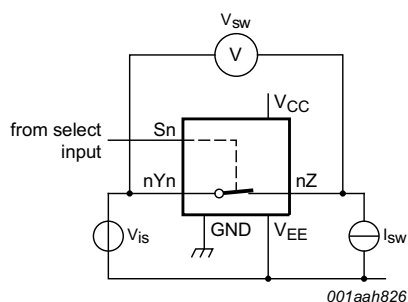 Vsw
V
VCC
from select
input
Sn
nYn
nZ
Vis
GND
VEE
Isw
001aah826